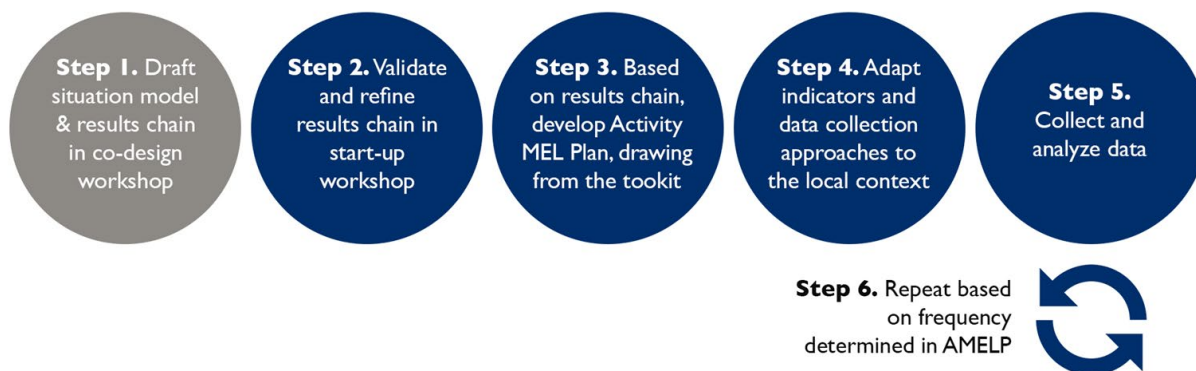 Step 1. Draft
situation model
& results chain
in co-design
workshop
Step 2. Validate
and refine
results chain in
start-up
workshop
Step 3. Based
on results chain,
develop Activity
MEL Plan, drawing
from the tookit
Step 4. Adapt
indicators and
data collection
approaches to
the local context
Step 5.
Collect and
analyze data
Step 6. Repeat based
on frequency
determined in AMELP